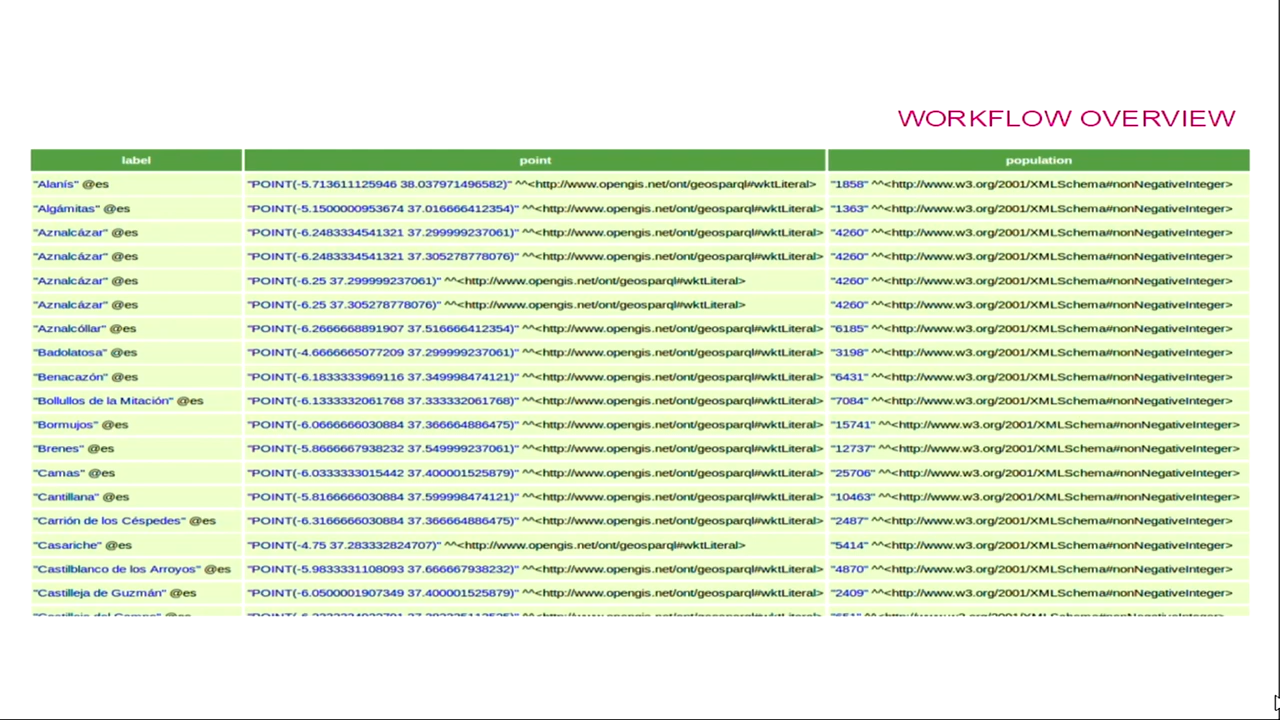 WORKFLOW OVERVIEW
label point population
"Alanís" @es "POINT(-5.713611125946 38.037971496582)" ^^<http://www.opengis.net/ont/geosparql#wktLiteral> "1858" ^^<http://www.w3.org/2001/XMLSchema#nonNegativeInteger>
"Algámitas" @es "POINT(-5.1500000953674 37.016666412354)" ^^<http://www.opengis.net/ont/geosparql#wktLiteral> "1363" ^^<http://www.w3.org/2001/XMLSchema#nonNegativeInteger>
"Aznalcázar" @es "POINT(-6.2483334541321 37.299999237061)" ^^<http://www.opengis.net/ont/geosparql#wktLiteral> "4260" ^^<http://www.w3.org/2001/XMLSchema#nonNegativeInteger>
"Aznalcázar" @es "POINT(-6.2483334541321 37.305278778076)" ^^<http://www.opengis.net/ont/geosparql#wktLiteral> "4260" ^^<http://www.w3.org/2001/XMLSchema#nonNegativeInteger>
"Aznalcázar" @es "POINT(-6.25 37.299999237061)" ^^<http://www.opengis.net/ont/geosparql#wktLiteral> "4260" ^^<http://www.w3.org/2001/XMLSchema#nonNegativeInteger>
"Aznalcázar" @es "POINT(-6.25 37.305278778076)" ^^<http://www.opengis.net/ont/geosparql#wktLiteral> "4260" ^^<http://www.w3.org/2001/XMLSchema#nonNegativeInteger>
"Aznalcóllar" @es "POINT(-6.2666668891907 37.516666412354)" ^^<http://www.opengis.net/ont/geosparql#wktLiteral> "6185" ^^<http://www.w3.org/2001/XMLSchema#nonNegativeInteger>
"Badolatosa" @es "POINT(-4.6666665077209 37.299999237061)" ^^<http://www.opengis.net/ont/geosparql#wktLiteral> "3198" ^^<http://www.w3.org/2001/XMLSchema#nonNegativeInteger>
"Benacazón" @es "POINT(-6.1833333969116 37.349998474121)" ^^<http://www.opengis.net/ont/geosparql#wktLiteral> "6431" ^^<http://www.w3.org/2001/XMLSchema#nonNegativeInteger>
"Bollullos de la Mitación" @es "POINT(-6.1333332061768 37.333332061768)" ^^<http://www.opengis.net/ont/geosparql#wktLiteral> "7084" ^^<http://www.w3.org/2001/XMLSchema#nonNegativeInteger>
"Bormujos" @es "POINT(-6.0666666030884 37.366664886475)" ^^<http://www.opengis.net/ont/geosparql#wktLiteral> "15741" ^^<http://www.w3.org/2001/XMLSchema#nonNegativeInteger>
"Brenes" @es "POINT(-5.8666667938232 37.549999237061)" ^^<http://www.opengis.net/ont/geosparql#wktLiteral> "12737" ^^<http://www.w3.org/2001/XMLSchema#nonNegativeInteger>
"Camas" @es "POINT(-6.0333333015442 37.400001525879)" ^^<http://www.opengis.net/ont/geosparql#wktLiteral> "25706" ^^<http://www.w3.org/2001/XMLSchema#nonNegativeInteger>
"Cantillana" @es "POINT(-5.8166666030884 37.599998474121)" ^^<http://www.opengis.net/ont/geosparql#wktLiteral> "10463" ^^<http://www.w3.org/2001/XMLSchema#nonNegativeInteger>
"Carrión de los Céspedes" @es "POINT(-6.3166666030884 37.366664886475)" ^^<http://www.opengis.net/ont/geosparql#wktLiteral> "2487" ^^<http://www.w3.org/2001/XMLSchema#nonNegativeInteger>
"Casariche" @es "POINT(-4.75 37.283332824707)" ^^<http://www.opengis.net/ont/geosparql#wktLiteral> "5414" ^^<http://www.w3.org/2001/XMLSchema#nonNegativeInteger>
"Castilblanco de los Arroyos" @es "POINT(-5.9833331108093 37.666667938232)" ^^<http://www.opengis.net/ont/geosparql#wktLiteral> "4870" ^^<http://www.w3.org/2001/XMLSchema#nonNegativeInteger>
"Castilleja de Guzmán" @es "POINT(-6.0500001907349 37.400001525879)" ^^<http://www.opengis.net/ont/geosparql#wktLiteral> "2409" ^^<http://www.w3.org/2001/XMLSchema#nonNegativeInteger>